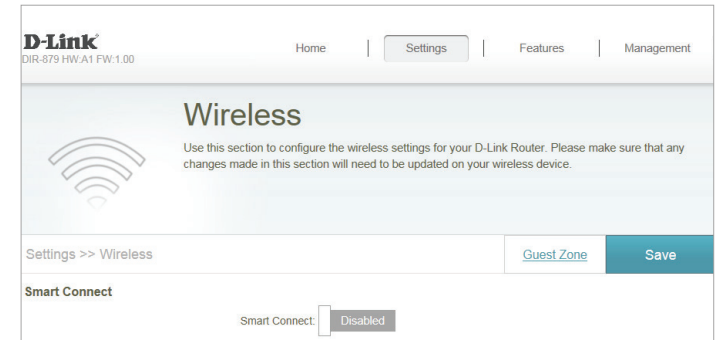 D-Link
DIR-879 HW:A1 FW:1.00
Home | Settings | Features | Management
Wireless
Use this section to configure the wireless settings for your D-Link Router. Please make sure that any
changes made in this section will need to be updated on your wireless device.
Settings >> Wireless
Guest Zone
Save
Smart Connect
Smart Connect: Disabled